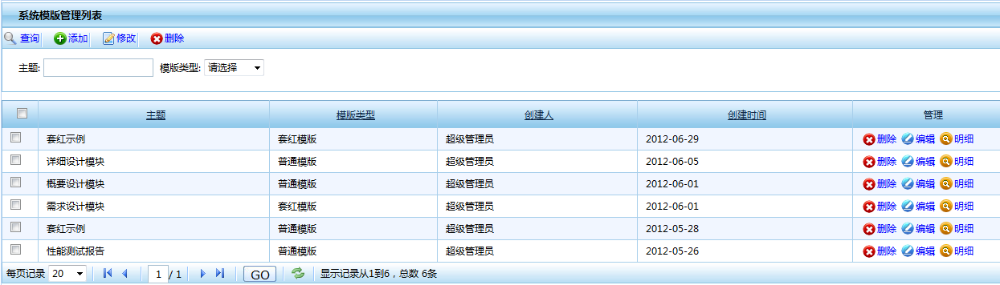 系统模版管理列表
查询 添加 修改 删除
主题: 模版类型: 请选择
主题 模版类型 创建人 创建时间 管理
套红示例 套红模版 超级管理员 2012-06-29 删除 编辑 明细
详细设计模块 普通模版 超级管理员 2012-06-05 删除 编辑 明细
概要设计模块 普通模版 超级管理员 2012-06-01 删除 编辑 明细
需求设计模块 套红模版 超级管理员 2012-06-01 删除 编辑 明细
套红示例 普通模版 超级管理员 2012-05-28 删除 编辑 明细
性能测试报告 普通模版 超级管理员 2012-05-26 删除 编辑 明细
每页记录 20 1 / 1 GO 显示记录从1到6，总数 6条